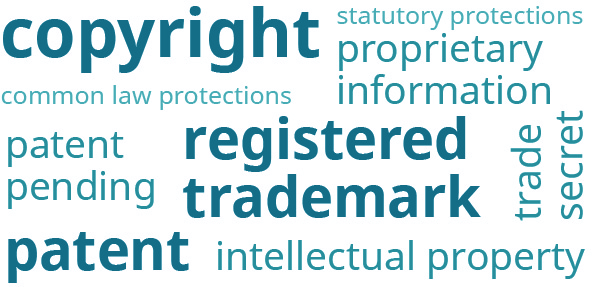 copyright
statutory protections
proprietary
information
common law protections
patent
pending
registered
trademark
trade
secret
patent
intellectual property